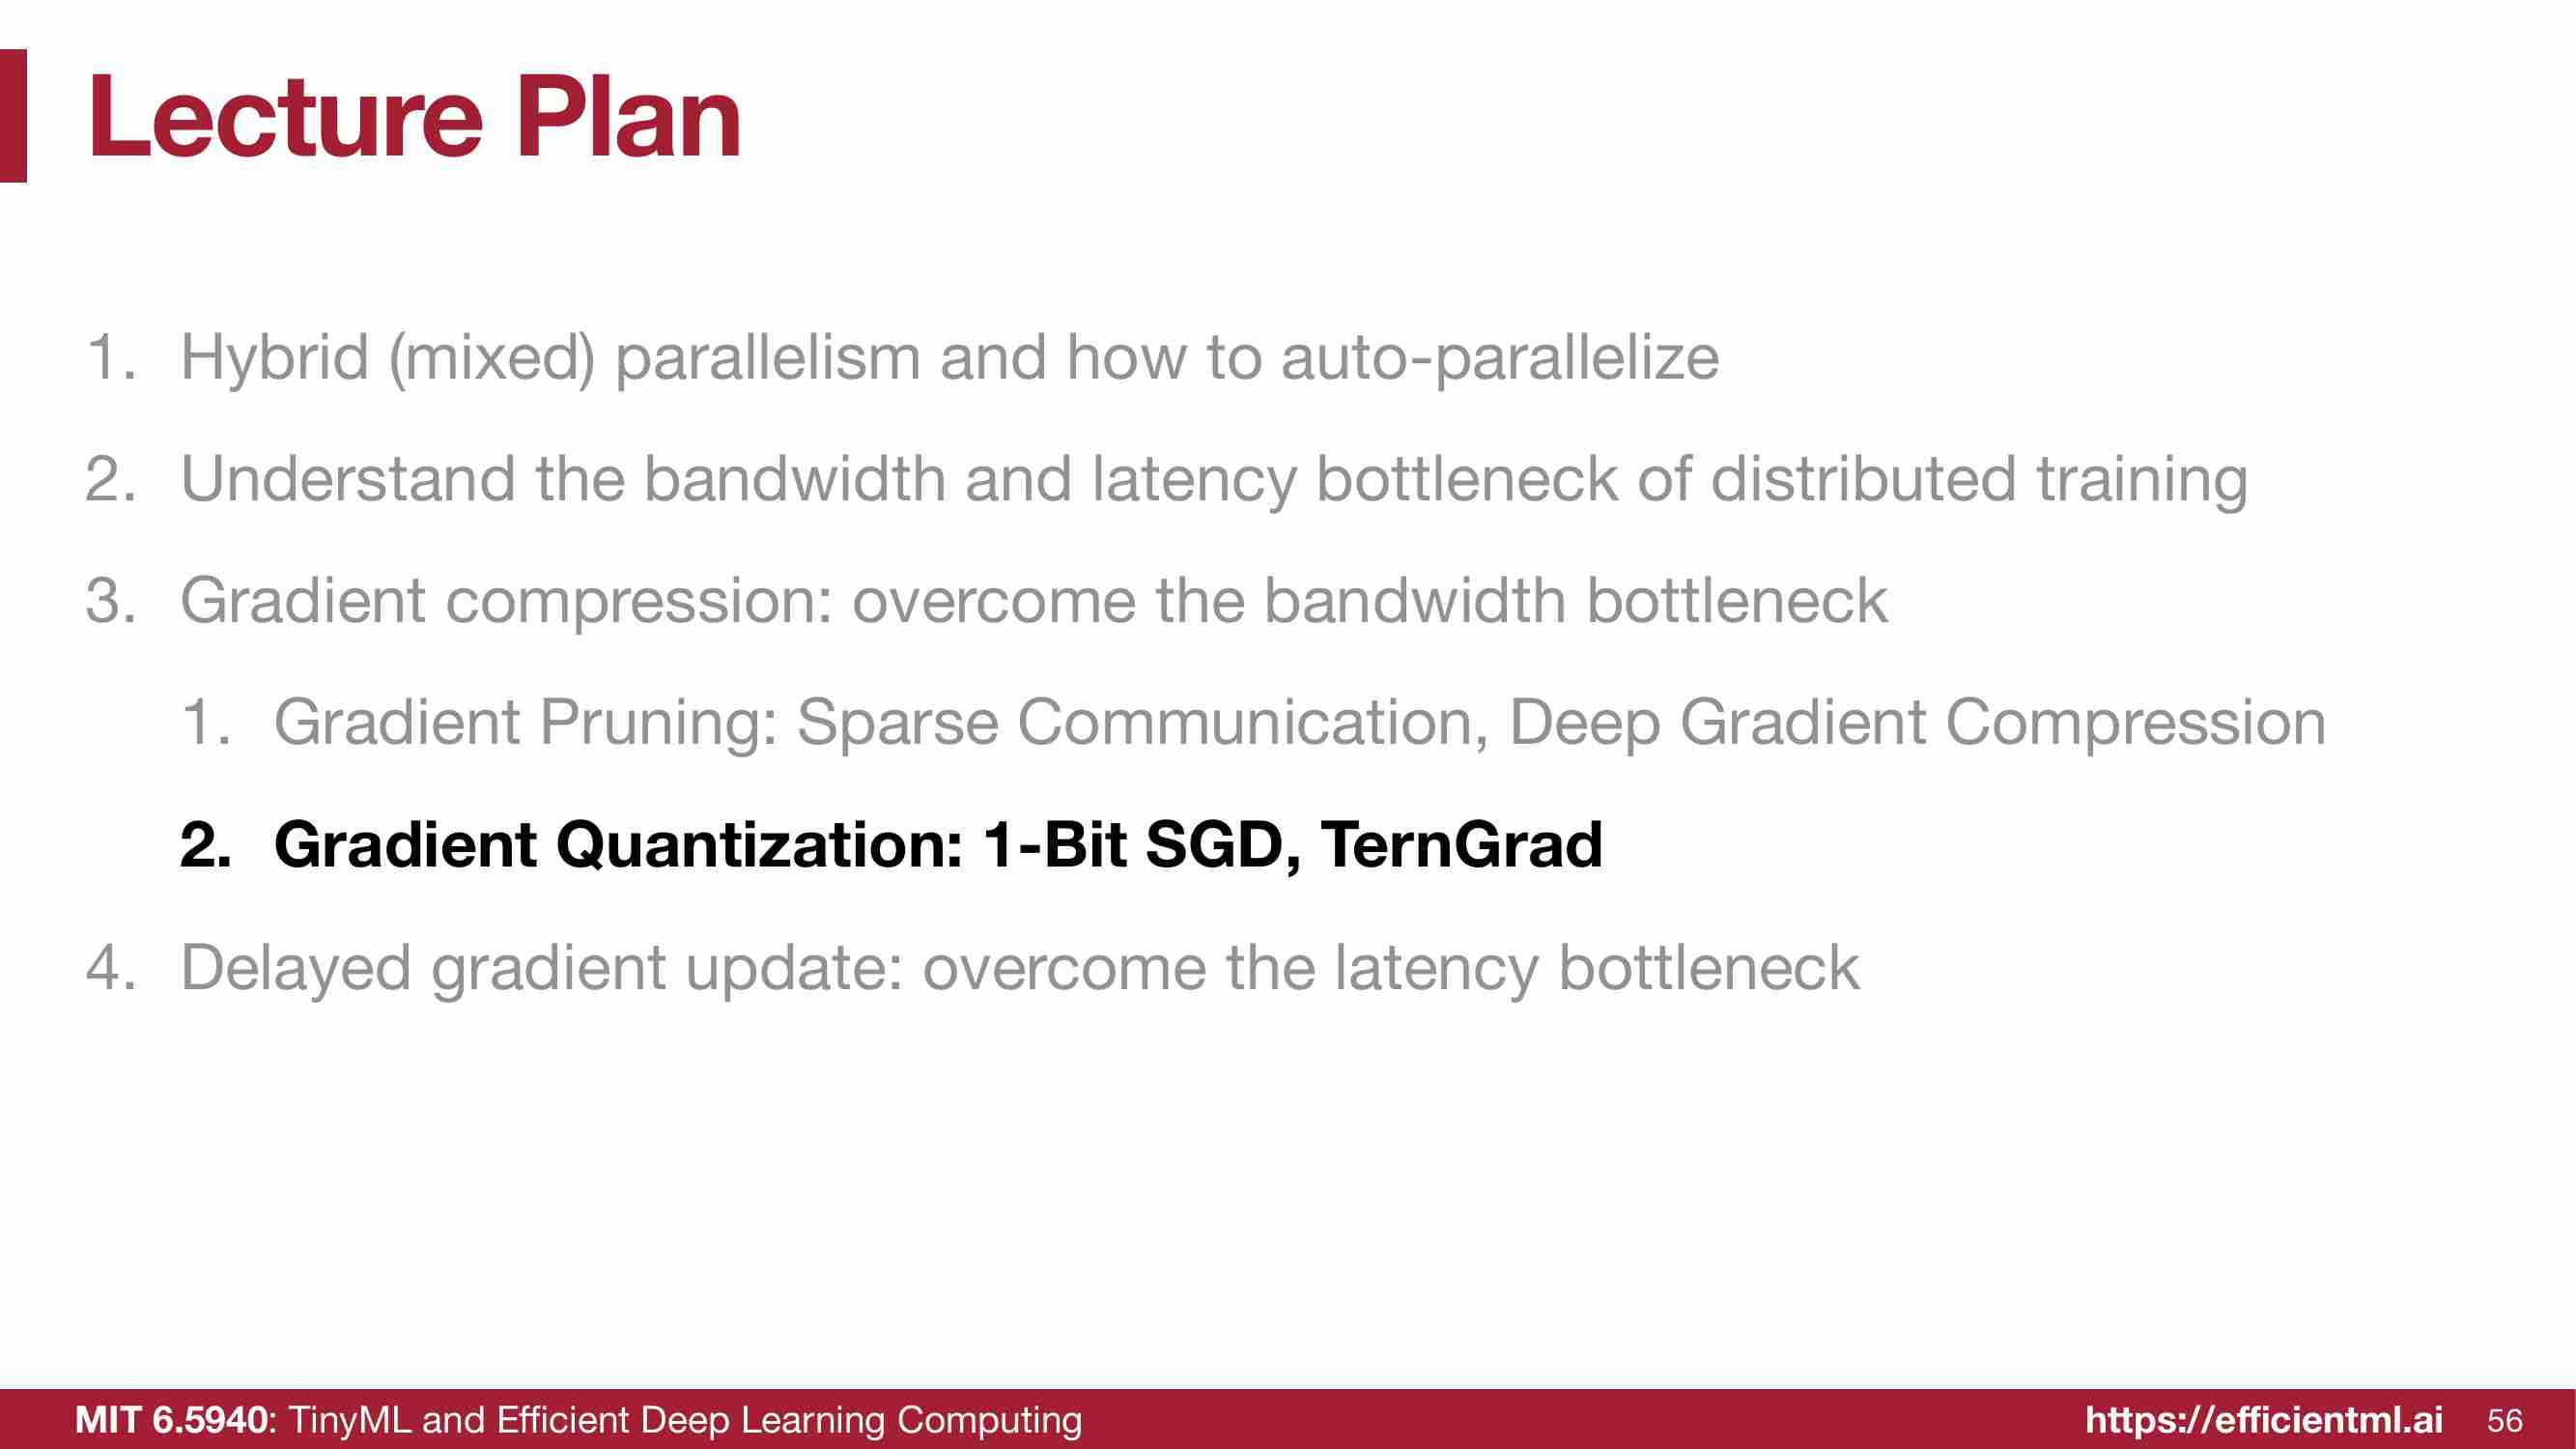 Lecture Plan
1. Hybrid (mixed) parallelism and how to auto-parallelize
2. Understand the bandwidth and latency bottleneck of distributed training
3. Gradient compression: overcome the bandwidth bottleneck
1. Gradient Pruning: Sparse Communication, Deep Gradient Compression
2. Gradient Quantization: 1-Bit SGD, TernGrad
4. Delayed gradient update: overcome the latency bottleneck
MIT 6.5940: TinyML and Efficient Deep Learning Computing
https://efficientml.ai 56